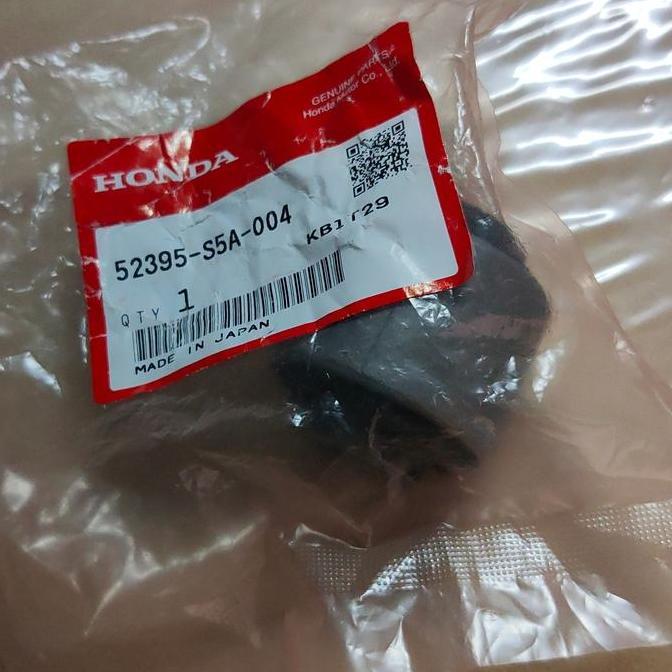 GENUINE PARTS
Honda Motor Co., Ltd.
HONDA
52395-S5A-004
KB1T29
QTY 1
MADE IN JAPAN